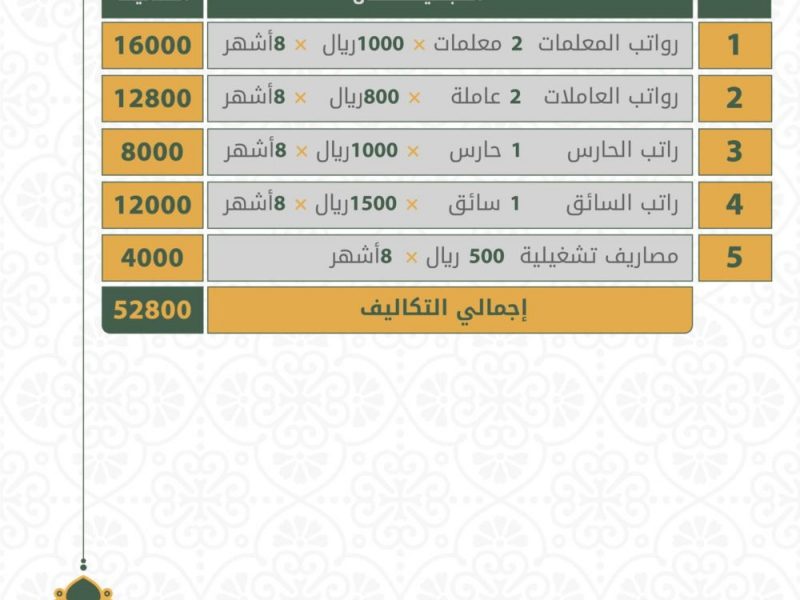 1 رواتب المعلمات 2 معلمات × 1000ريال × 8أشهر 16000
2 رواتب العاملات 2 عاملة × 800ريال × 8أشهر 12800
3 راتب الحارس 1 حارس × 1000ريال × 8أشهر 8000
4 راتب السائق 1 سائق × 1500ريال × 8أشهر 12000
5 مصاريف تشغيلية 500 ريال × 8أشهر 4000
إجمالي التكاليف 52800